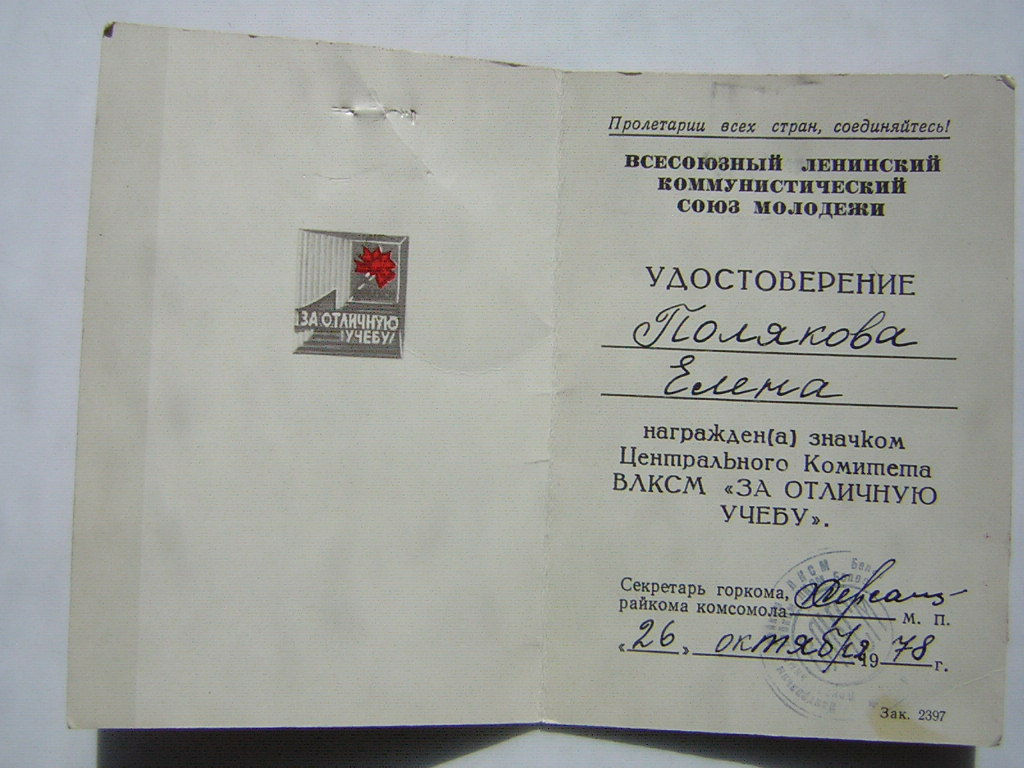 ЗА ОТЛИЧНУЮ
УЧЕБУ
Пролетарии всех стран, соединяйтесь!
ВСЕСОЮЗНЫЙ ЛЕНИНСКИЙ
КОММУНИСТИЧЕСКИЙ
СОЮЗ МОЛОДЕЖИ
УДОСТОВЕРЕНИЕ
Полякова
Елена
награжден(а) значком
Центрального Комитета
ВЛКСМ «ЗА ОТЛИЧНУЮ
УЧЕБУ».
Секретарь горкома,
райкома комсомола М. П.
«26» октября 1978 г.
Зак. 2397